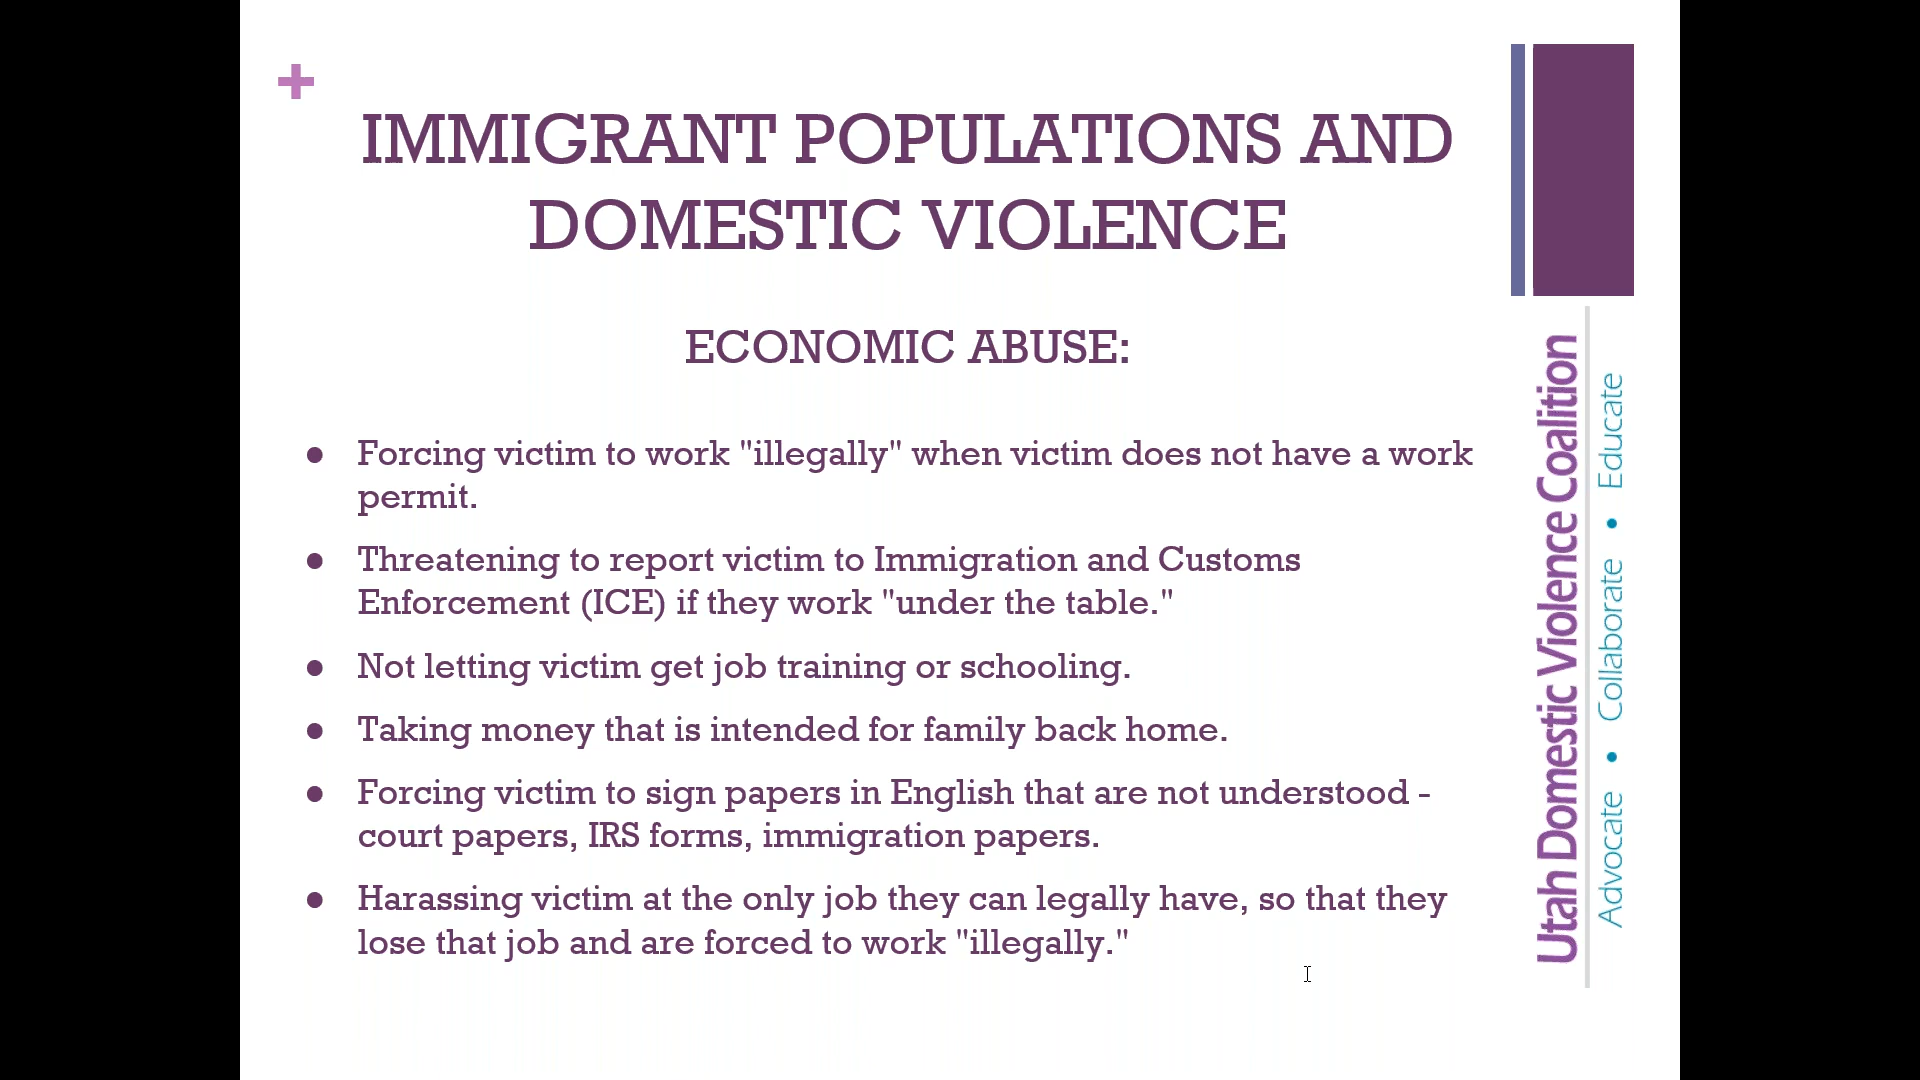 +
IMMIGRANT POPULATIONS AND
DOMESTIC VIOLENCE
ECONOMIC ABUSE:
● Forcing victim to work "illegally" when victim does not have a work
permit.
● Threatening to report victim to Immigration and Customs
Enforcement (ICE) if they work "under the table."
● Not letting victim get job training or schooling.
● Taking money that is intended for family back home.
● Forcing victim to sign papers in English that are not understood -
court papers, IRS forms, immigration papers.
● Harassing victim at the only job they can legally have, so that they
lose that job and are forced to work "illegally."
Utah Domestic Violence Coalition
Advocate • Collaborate • Educate